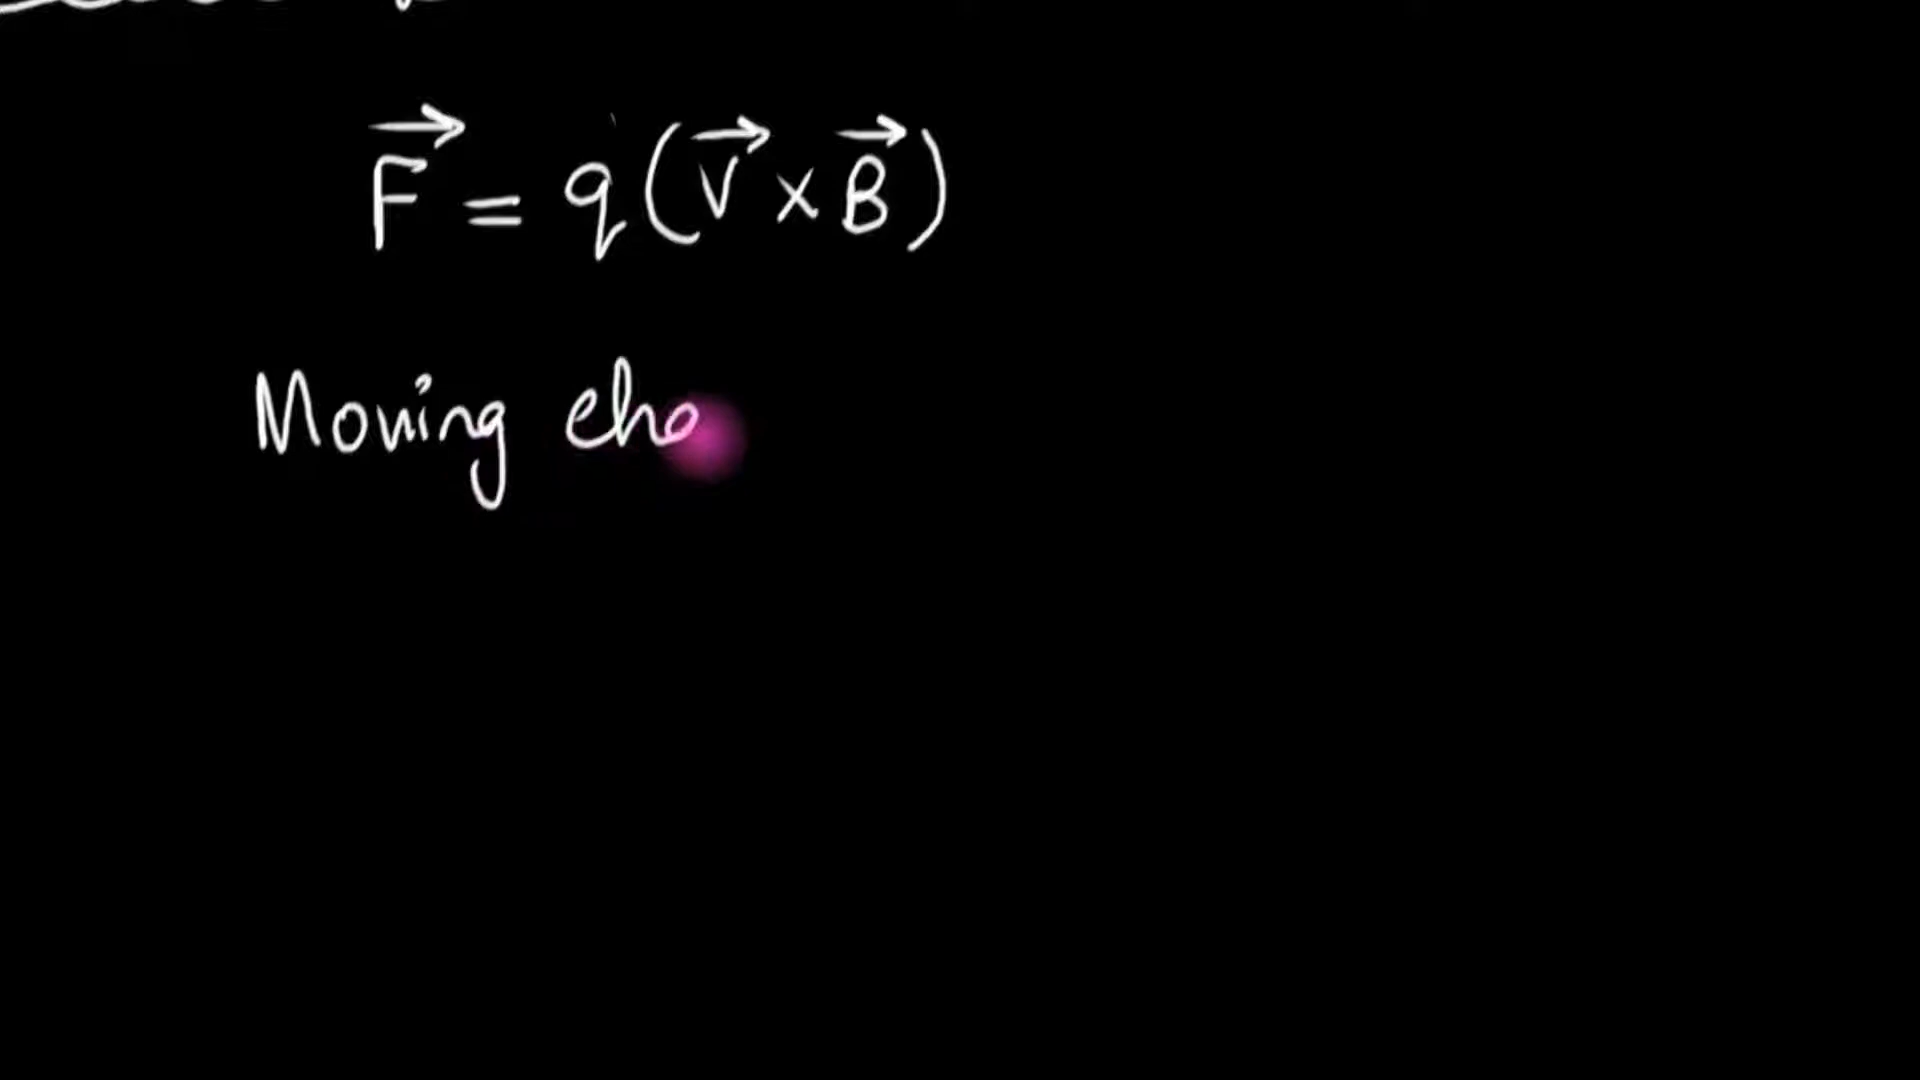 F⃗ = q(v⃗ × B⃗)
Moving cha